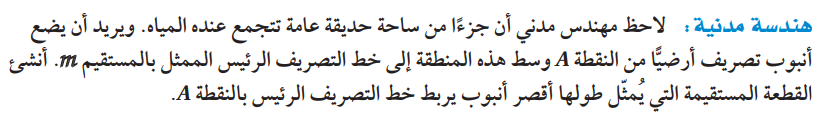 هندسة مدنية : لاحظ مهندس مدني أن جزءًا من ساحة حديقة عامة تتجمع عنده المياه. ويريد أن يضع
أنبوب تصريف أرضيًّا من النقطة A وسط هذه المنطقة إلى خط التصريف الرئيس الممثل بالمستقيم m. أنشئ
القطعة المستقيمة التي يُمثّل طولها أقصر أنبوب يربط خط التصريف الرئيس بالنقطة A.